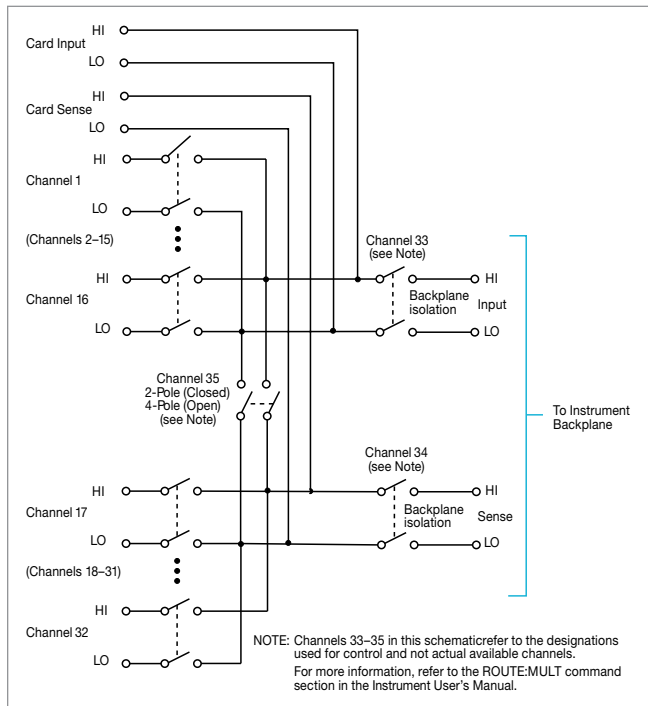 Card Input
HI
LO
Card Sense
HI
LO
Channel 1
HI
LO
(Channels 2–15)
Channel 16
HI
LO
Channel 33
(see Note)
Backplane
isolation
HI
Input
LO
Channel 35
2-Pole (Closed)
4-Pole (Open)
(see Note)
To Instrument
Backplane
Channel 17
HI
LO
Channel 34
(see Note)
Backplane
isolation
HI
Sense
LO
(Channels 18–31)
Channel 32
HI
LO
NOTE: Channels 33–35 in this schematicrefer to the designations
used for control and not actual available channels.
For more information, refer to the ROUTE:MULT command
section in the Instrument User's Manual.